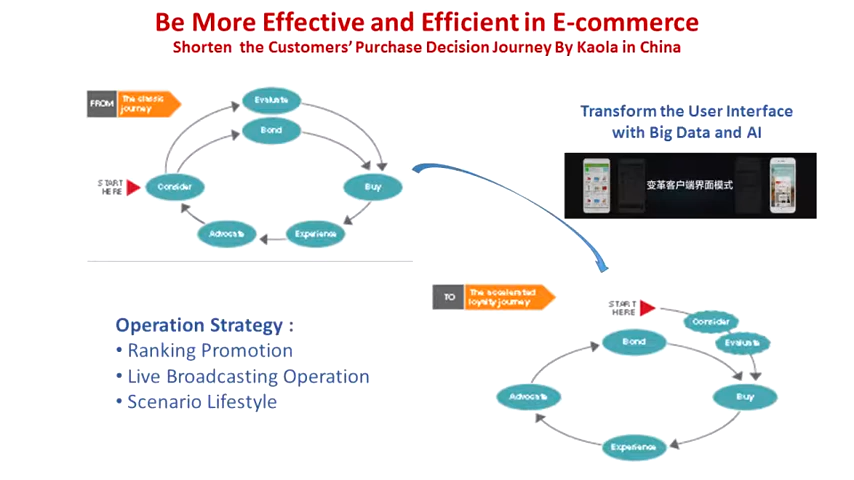 Be More Effective and Efficient in E-commerce
Shorten the Customers' Purchase Decision Journey By Kaola in China
FROM
The classic
journey
Evaluate
Bond
START
HERE
Consider
Buy
Advocate
Experience
Transform the User Interface
with Big Data and AI
变革客户端界面模式
TO
The accelerated
loyalty journey
START
HERE
Consider
Evaluate
Bond
Advocate
Buy
Experience
Operation Strategy :
• Ranking Promotion
• Live Broadcasting Operation
• Scenario Lifestyle